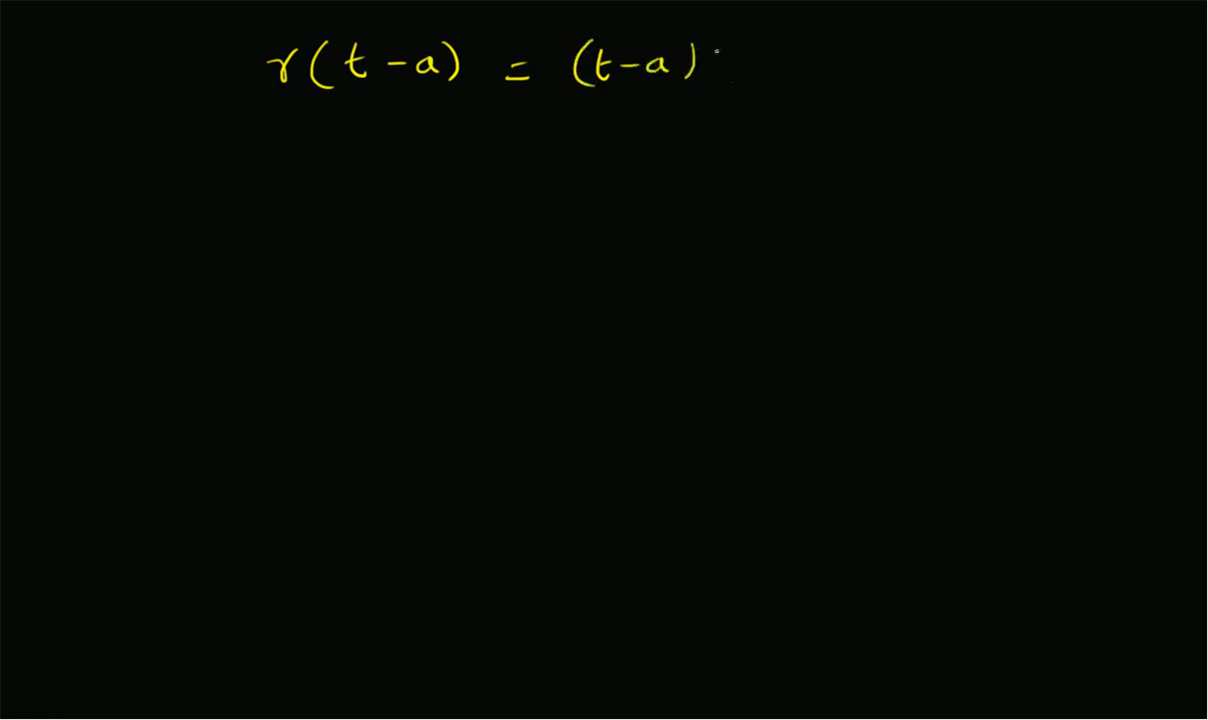 r(t-a) = (t-a)